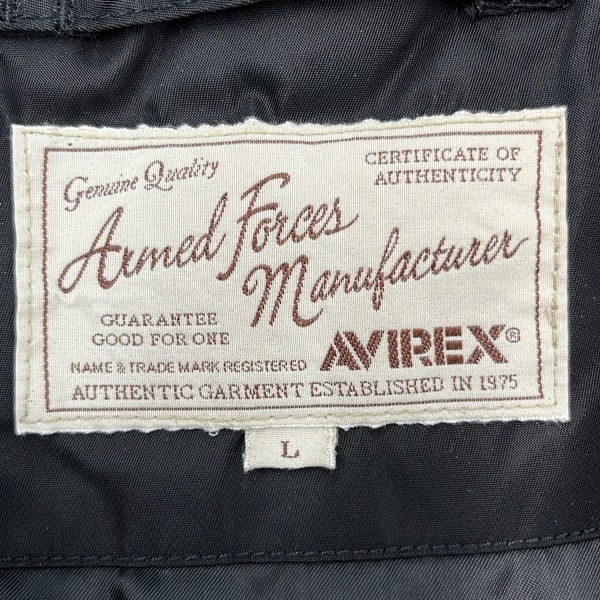 Genuine Quality
CERTIFICATE OF
AUTHENTICITY
Armed Forces
Manufacturer
GUARANTEE
GOOD FOR ONE
AVIREX®
NAME & TRADE MARK REGISTERED
AUTHENTIC GARMENT ESTABLISHED IN 1975
L